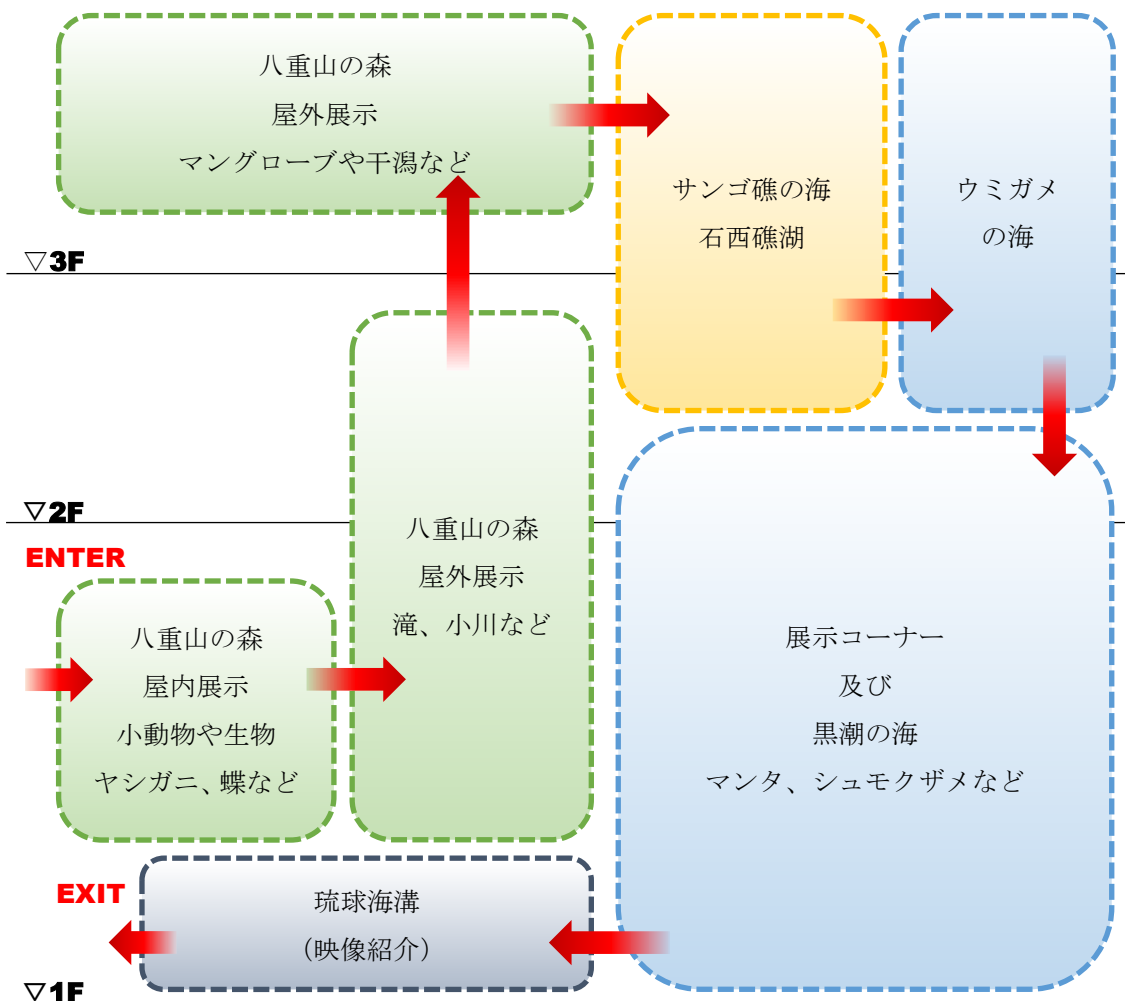 八重山の森
屋外展示
マングローブや干潟など
サンゴ礁の海
石西礁湖
ウミガメ
の海
▽3F
▽2F
ENTER
八重山の森
屋内展示
小動物や生物
ヤシガニ、蝶など
八重山の森
屋外展示
滝、小川など
展示コーナー
及び
黒潮の海
マンタ、シュモクザメなど
EXIT
琉球海溝
（映像紹介）
▽1F